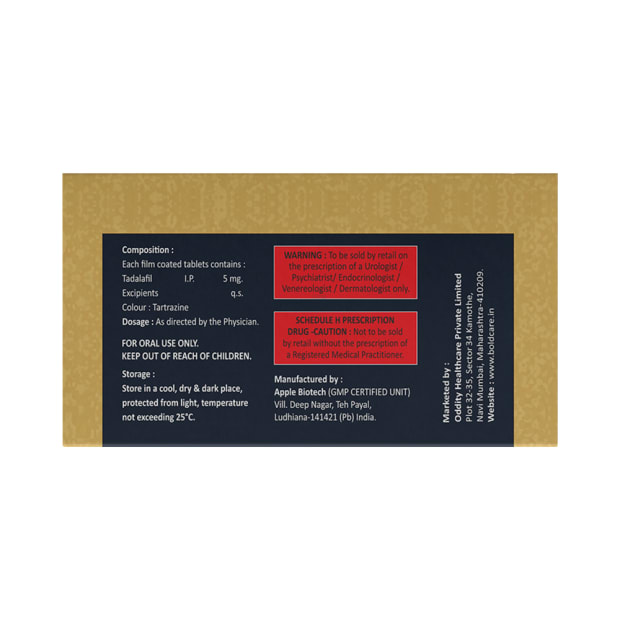 Composition :
Each film coated tablets contains :
Tadalafil I.P. 5 mg.
Excipients q.s.
Colour : Tartrazine
Dosage : As directed by the Physician.
FOR ORAL USE ONLY.
KEEP OUT OF REACH OF CHILDREN.
Storage :
Store in a cool, dry & dark place,
protected from light, temperature
not exceeding 25°C.
WARNING : To be sold by retail on
the prescription of a Urologist /
Psychiatrist/ Endocrinologist /
Venereologist / Dermatologist only.
SCHEDULE H PRESCRIPTION
DRUG -CAUTION : Not to be sold
by retail without the prescription of
a Registered Medical Practitioner.
Manufactured by :
Apple Biotech (GMP CERTIFIED UNIT)
Vill. Deep Nagar, Teh Payal,
Ludhiana-141421 (Pb) India.
Marketed by :
Oddity Healthcare Private Limited
Plot 32-35, Sector 34 Kamothe,
Navi Mumbai, Maharashtra-410209.
Website : www.boldcare.in